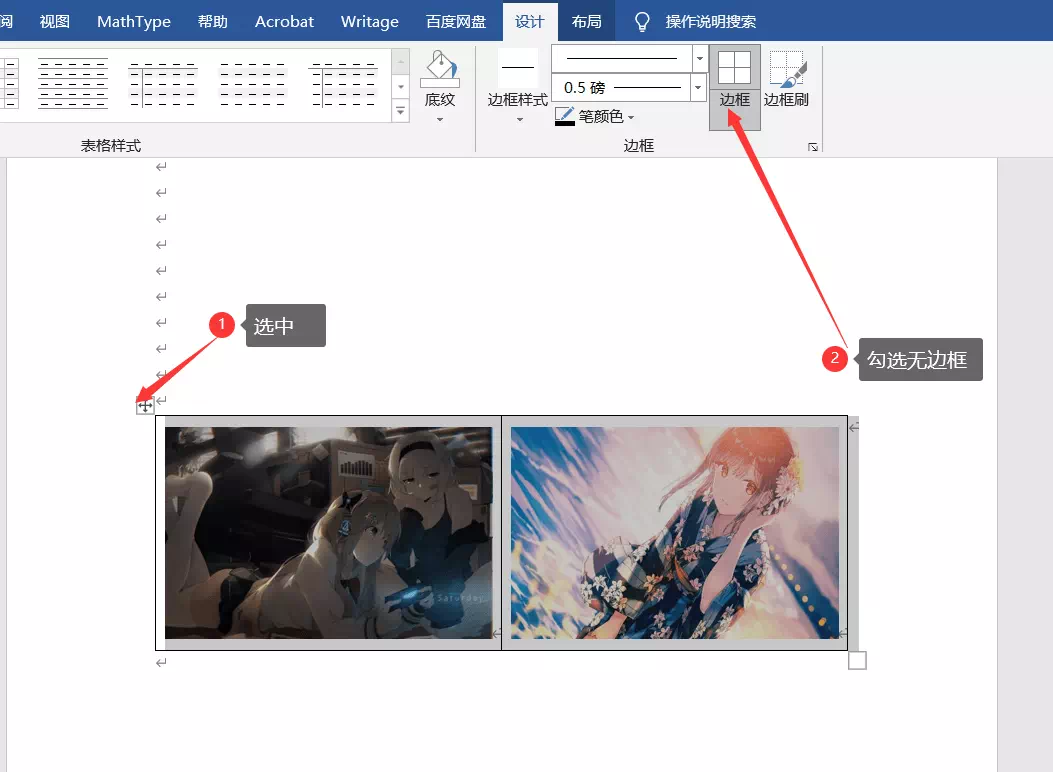 阅 视图 MathType 帮助 Acrobat Writage 百度网盘 设计 布局 操作说明搜索
0.5 磅
底纹 边框样式 边框 边框刷
笔颜色
表格样式 边框
1 选中
2 勾选无边框
Saturday